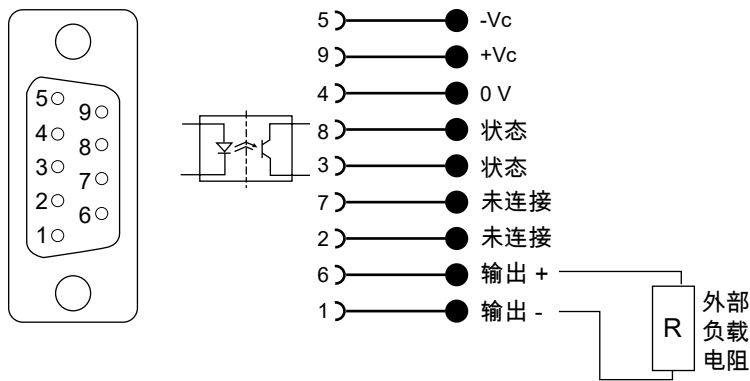 5
9
4
8
3
7
2
6
1
5 -Vc
9 +Vc
4 0 V
8 状态
3 状态
7 未连接
2 未连接
6 输出 +
1 输出 -
R
外部
负载
电阻